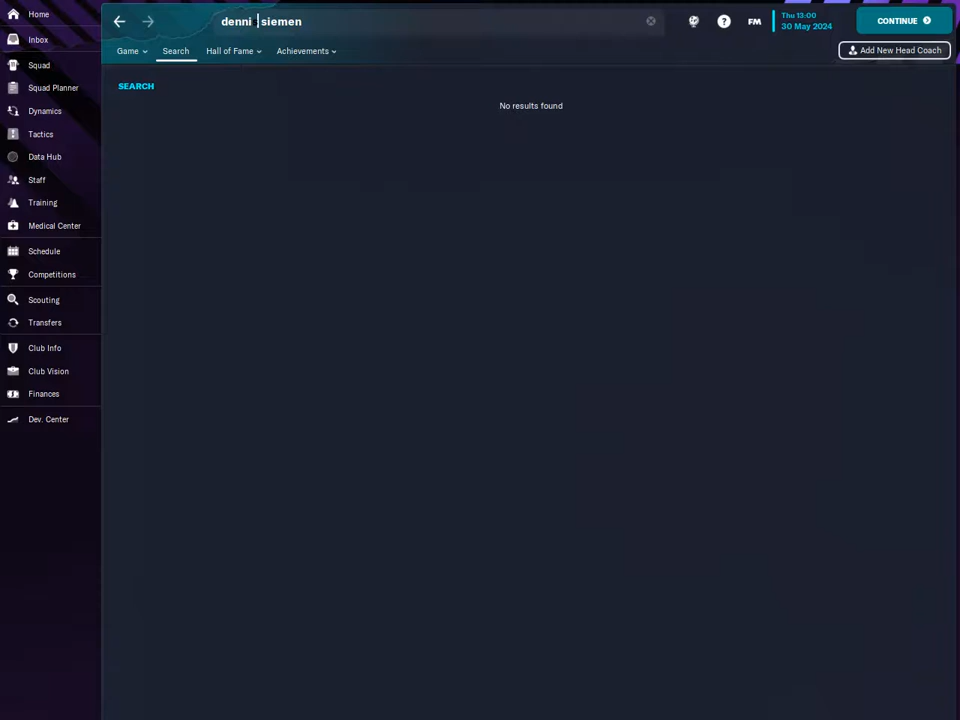 Home
denni siemen
FM
Thu 13:00
30 May 2024
CONTINUE
Inbox
Game
Search
Hall of Fame
Achievements
Add New Head Coach
Squad
SEARCH
Squad Planner
No results found
Dynamics
Tactics
Data Hub
Staff
Training
Medical Center
Schedule
Competitions
Scouting
Transfers
Club Info
Club Vision
Finances
Dev. Center